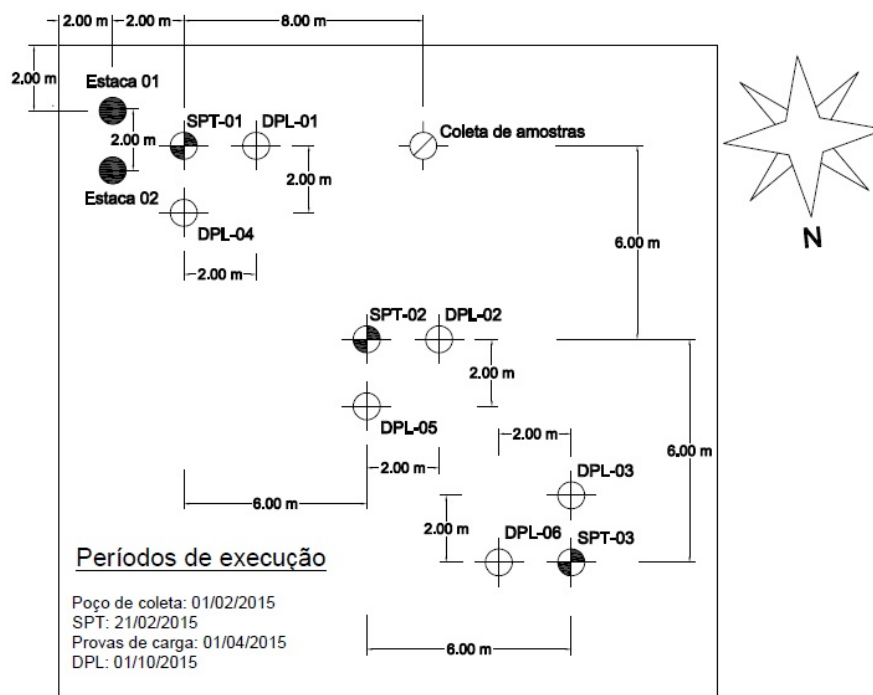 2.00 m
2.00 m
8.00 m
2.00 m
Estaca 01
SPT-01
DPL-01
Coleta de amostras
2.00 m
2.00 m
Estaca 02
DPL-04
2.00 m
6.00 m
N
SPT-02
DPL-02
2.00 m
DPL-05
2.00 m
2.00 m
6.00 m
DPL-03
6.00 m
2.00 m
DPL-06
SPT-03
Períodos de execução
Poço de coleta: 01/02/2015
SPT: 21/02/2015
Provas de carga: 01/04/2015
DPL: 01/10/2015
6.00 m